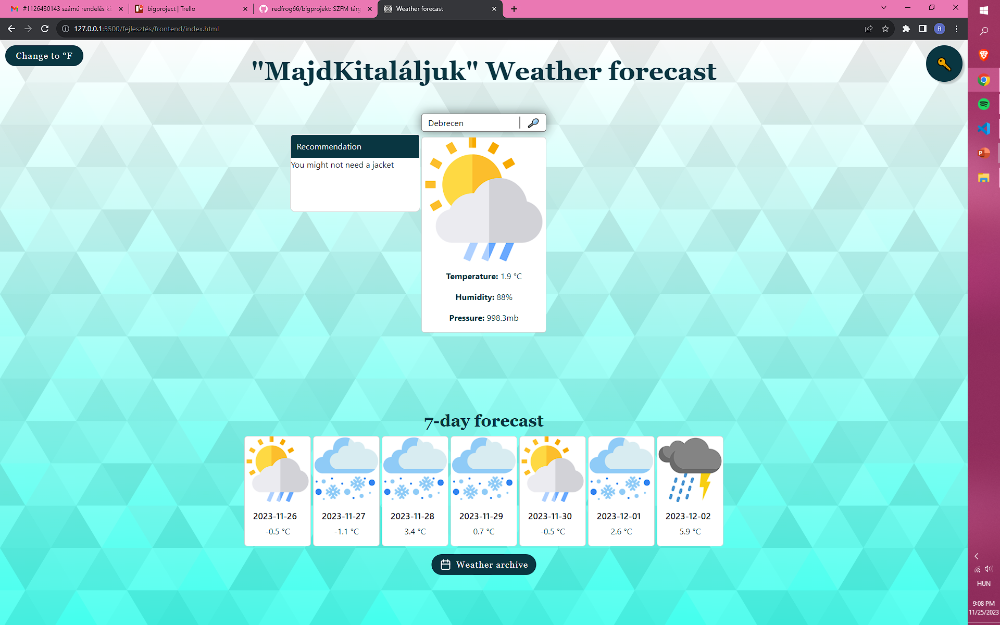 #1126430143 számú rendelés ki
bigproject | Trello
redfrog66/bigprojekt: SZFM tárg
Weather forecast
127.0.0.1:5500/fejlesztés/frontend/index.html
R
Change to °F
"MajdKitaláljuk" Weather forecast
Debrecen
Recommendation
You might not need a jacket
Temperature: 1.9 °C
Humidity: 88%
Pressure: 998.3mb
7-day forecast
2023-11-26
-0.5 °C
2023-11-27
-1.1 °C
2023-11-28
3.4 °C
2023-11-29
0.7 °C
2023-11-30
-0.5 °C
2023-12-01
2.6 °C
2023-12-02
5.9 °C
Weather archive
HUN
9:08 PM
11/25/2023